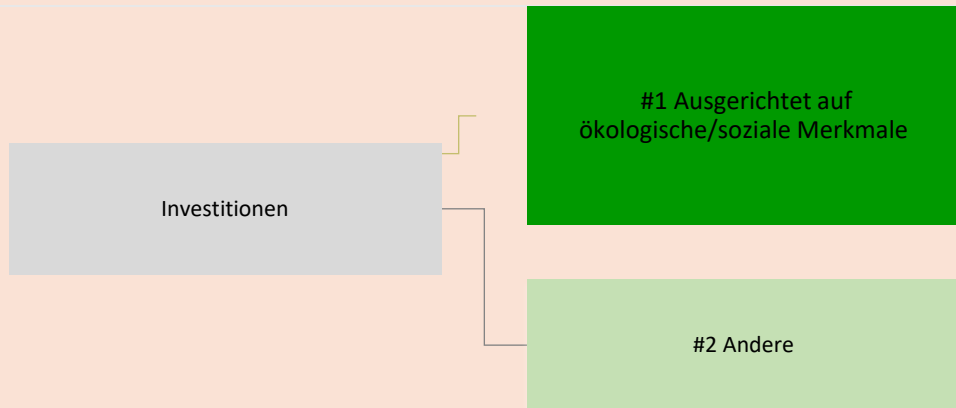 #1 Ausgerichtet auf
ökologische/soziale Merkmale
Investitionen
#2 Andere